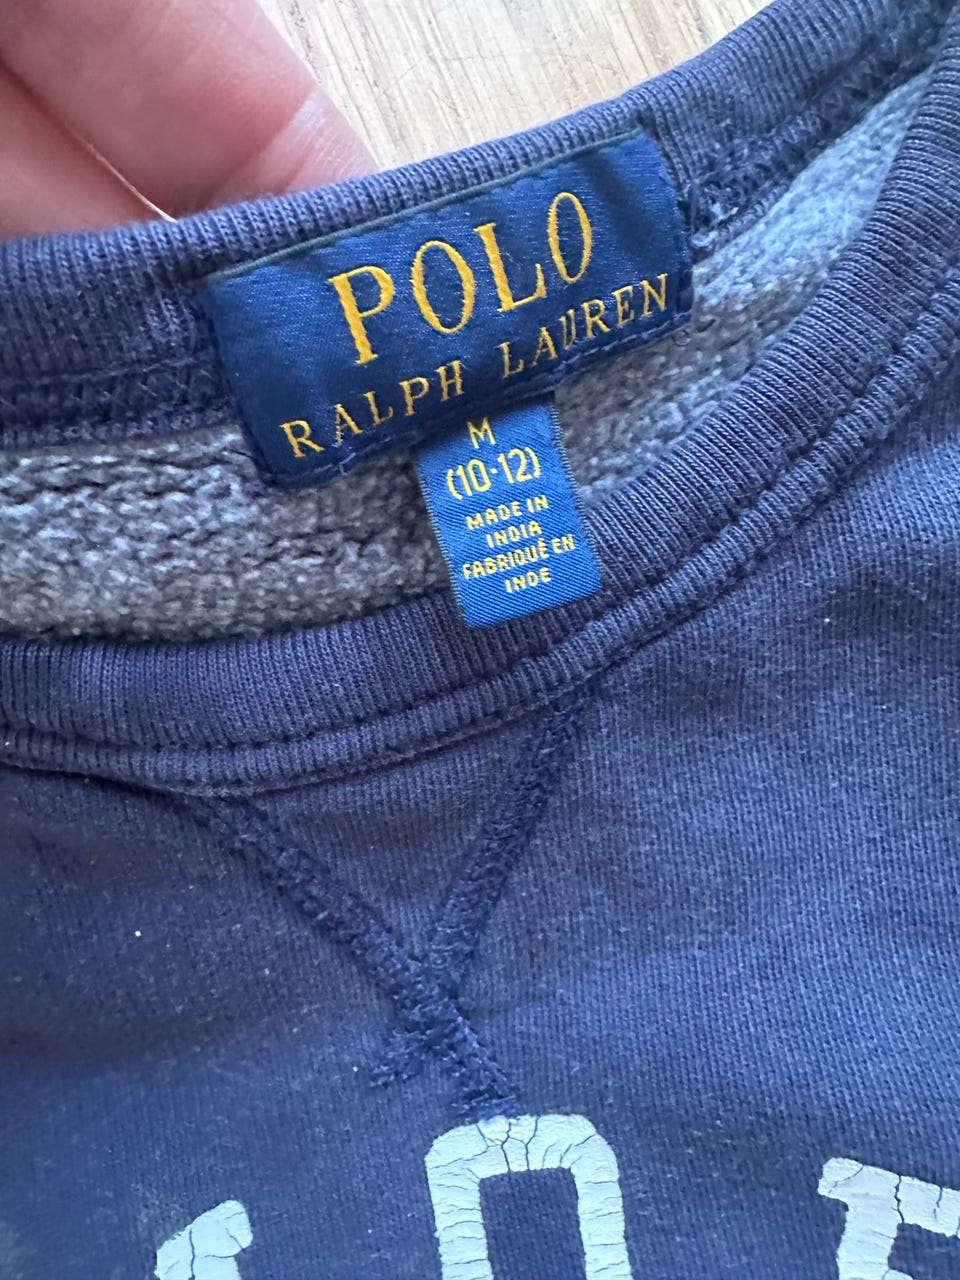 POLO
RALPH LAUREN
M
(10-12)
MADE IN
INDIA
FABRIQUÉ EN
INDE